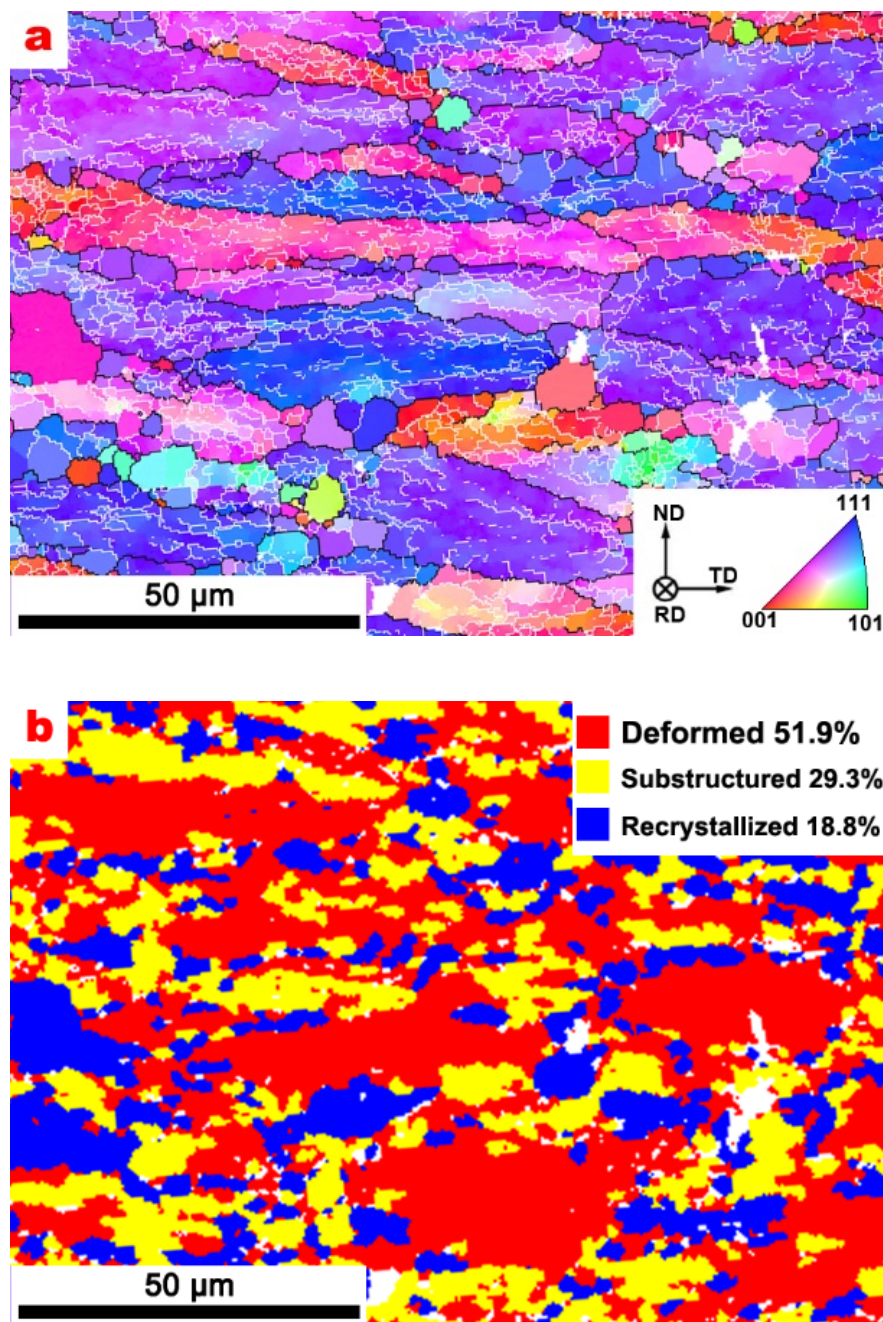 a
ND
TD
RD
111
001
101
50 μm
b
Deformed 51.9%
Substructured 29.3%
Recrystallized 18.8%
50 μm